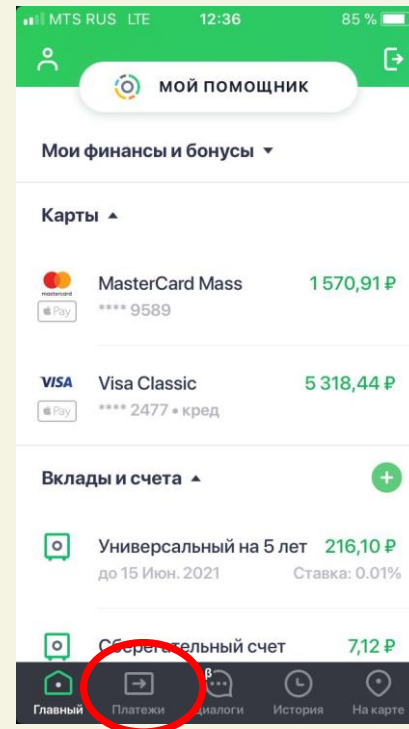 MTS RUS LTE 12:36 85 %
МОЙ ПОМОЩНИК
Мои финансы и бонусы
Карты
mastercard MasterCard Mass 1 570,91 ₽
Pay **** 9589
VISA Visa Classic 5 318,44 ₽
Pay **** 2477 • кред
Вклады и счета
Универсальный на 5 лет 216,10 ₽
до 15 Июн. 2021 Ставка: 0.01%
Сберегательный счет 7,12 ₽
β
Главный Платежи Диалоги История На карте